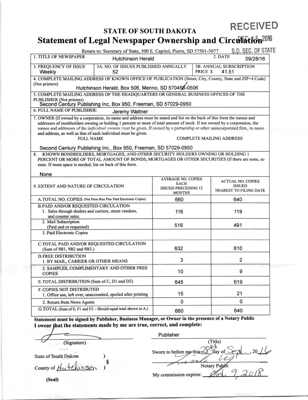 RECEIVED
STATE OF SOUTH DAKOTA
Statement of Legal Newspaper Ownership and Circulation
Return to: Secretary of State, 500 E. Capitol, Pierre, SD 57501-5077
S.D. SEC. OF STATE
1. TITLE OF NEWSPAPER
Hutchinson Herald
2. DATE
09/28/16
3. FREQUENCY OF ISSUE
Weekly
3A. NO. OF ISSUES PUBLISHED ANNUALLY
52
3B. ANNUAL SUBSCRIPTION
PRICE $ 41.51
4. COMPLETE MAILING ADDRESS OF KNOWN OFFICE OF PUBLICATION (Street, City, County, State and ZIP+4 Code)
(Not printers)
Hutchinson Herald, Box 506, Menno, SD 57045-0506
5. COMPLETE MAILING ADDRESS OF THE HEADQUARTERS OR GENERAL BUSINESS OFFICES OF THE
PUBLISHER (Not printers)
Second Century Publishing Inc, Box 950, Freeman, SD 57029-0950
6. FULL NAME OF PUBLISHER:
Jeremy Waltner
7. OWNER (If owned by a corporation, its name and address must be stated and list on the back of this form the names and
addresses of stockholders owning or holding 1 percent or more of total amount of stock. If not owned by a corporation, the
names and addresses of the individual owners must be given. If owned by a partnership or other unincorporated firm, its name
and address, as well as that of each individual must be given.
FULL NAME
COMPLETE MAILING ADDRESS
Second Century Publishing Inc., Box 950, Freeman, SD 57029-0950
8. KNOWN BONDHOLDERS, MORTGAGES, AND OTHER SECURITY HOLDERS OWNING OR HOLDING 1
PERCENT OR MORE OF TOTAL AMOUNT OF BONDS, MORTGAGES OR OTHER SECURITIES (If there are none, so
state. If more space is needed, list on back of this form.
None
9. EXTENT AND NATURE OF CIRCULATION
AVERAGE NO. COPIES
EACH
ISSUES PRECEDING 12
MONTHS
ACTUAL NO. COPIES
ISSUED
NEAREST TO FILING DATE
A. TOTAL NO. COPIES (Net Press Run Plus Paid Electronic Copies)
660
640
B. PAID AND/OR REQUESTED CIRCULATION
1. Sales through dealers and carriers, street vendors,
and counter sales.
116
119
2. Mail Subscription
(Paid and or requested)
516
491
3. Paid Electronic Copies
C. TOTAL PAID AND/OR REQUESTED CIRCULATION
(Sum of 9B1, 9B2 and 9B3.)
632
610
D. FREE DISTRIBUTION
1. BY MAIL, CARRIER OR OTHER MEANS
3
2
2. SAMPLES, COMPLIMENTARY AND OTHER FREE
COPIES
10
9
E. TOTAL DISTRIBUTION (Sum of C, D1 and D2)
645
619
F. COPIES NOT DISTRIBUTED
1. Office use, left over, unaccounted, spoiled after printing
15
21
2. Return from News Agents
0
0
G. TOTAL (Sum of E, F1 and F2 - Should equal total shown in A.)
660
640
Statement must be signed by Publisher, Business Manager, or Owner in the presence of a Notary Public
I swear that the statements made by me are true, correct, and complete:
Publisher
(Signature)
(Title)
State of South Dakota )
Sworn to before me this 28th day of Sept, 2016
§
County of Hutchinson )
Notary Public
(Seal)
My commission expires: 9, 2018